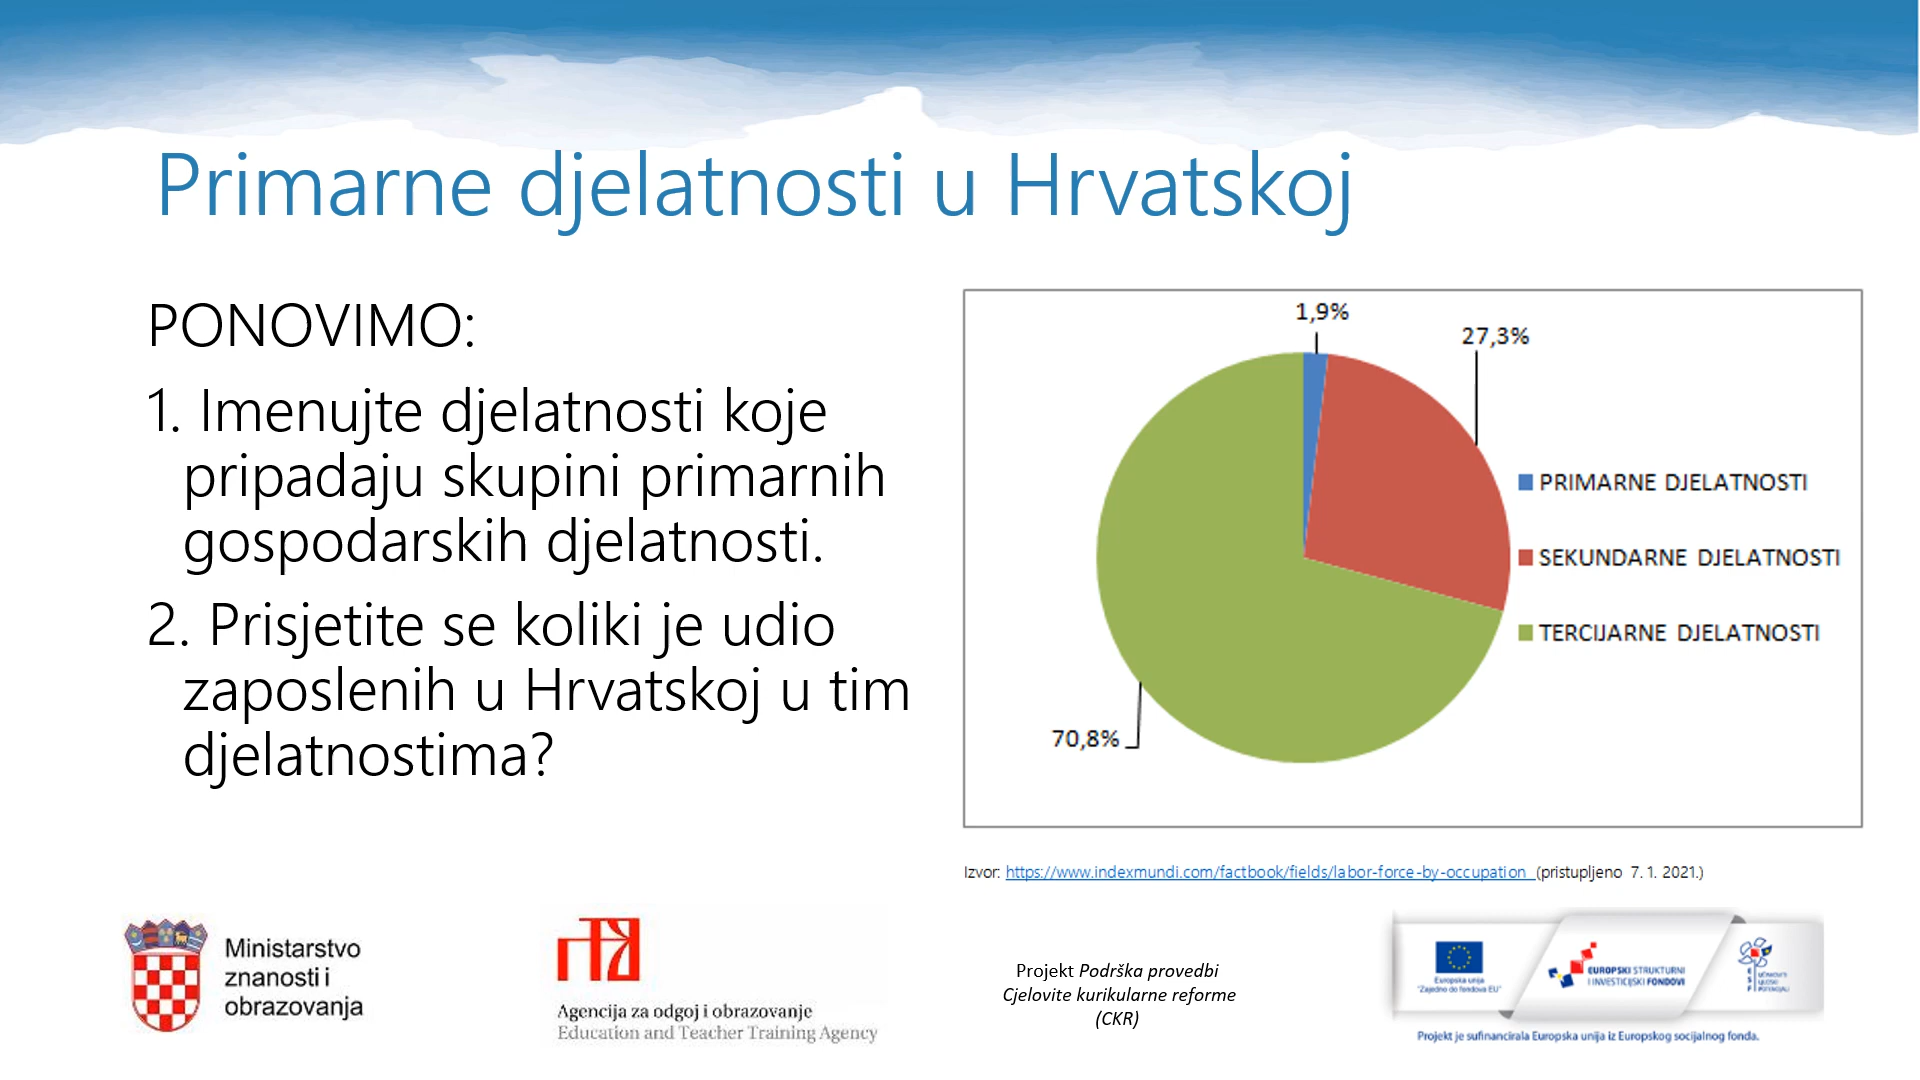 Primarne djelatnosti u Hrvatskoj
PONOVIMO:
1. Imenujte djelatnosti koje
pripadaju skupini primarnih
gospodarskih djelatnosti.
2. Prisjetite se koliki je udio
zaposlenih u Hrvatskoj u tim
djelatnostima?
1,9%
27,3%
PRIMARNE DJELATNOSTI
SEKUNDARNE DJELATNOSTI
TERCIJARNE DJELATNOSTI
70,8%
Izvor: https://www.indexmundi.com/factbook/fields/labor-force-by-occupation (pristupljeno 7. 1. 2021.)
Ministarstvo
znanosti i
obrazovanja
Agencija za odgoj i obrazovanje
Education and Teacher Training Agency
Projekt Podrška provedbi
Cjelovite kurikularne reforme
(CKR)
Europska unija
"Zajedno do fondova EU"
EUROPSKI STRUKTURNI
I INVESTICIJSKI FONDOVI
Projekt je sufinancirala Europska unija iz Europskog socijalnog fonda.